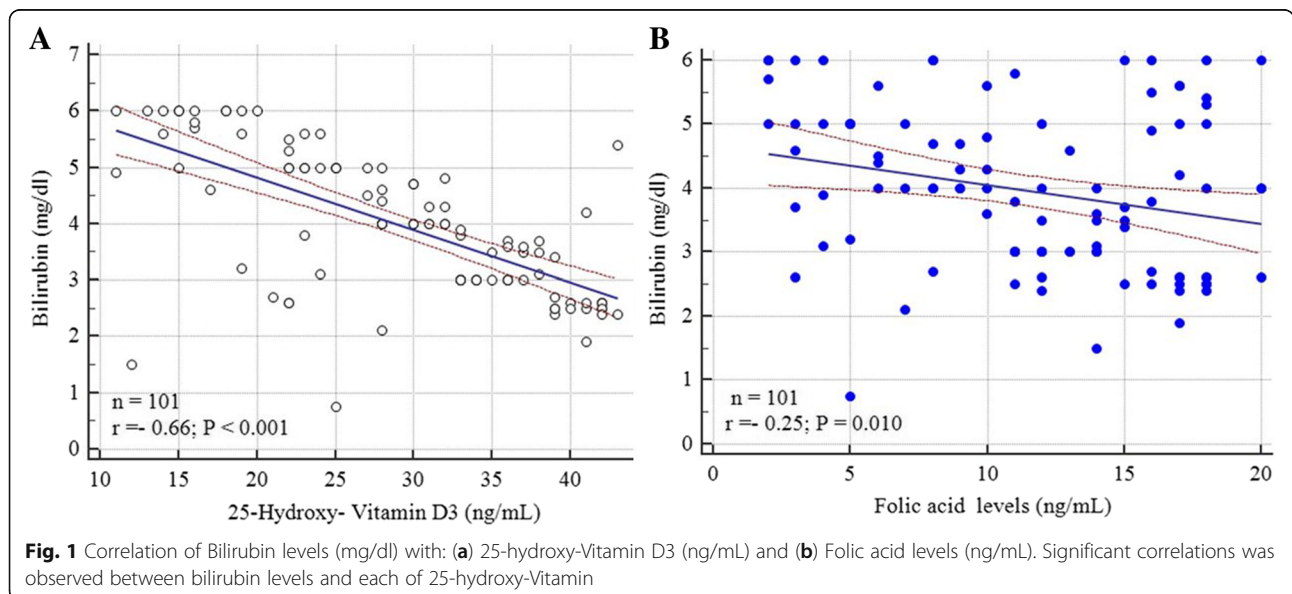 A
7
6
5
4
3
2
1
0
Bilirubin (mg/dl)
n = 101
r =- 0.66; P < 0.001
10 15 20 25 30 35 40
25-Hydroxy- Vitamin D3 (ng/mL)
B
6
5
4
3
2
1
0
Bilirubin (mg/dl)
n = 101
r =- 0.25; P = 0.010
0 5 10 15 20
Folic acid levels (ng/mL)
Fig. 1 Correlation of Bilirubin levels (mg/dl) with: (a) 25-hydroxy-Vitamin D3 (ng/mL) and (b) Folic acid levels (ng/mL). Significant correlations was
observed between bilirubin levels and each of 25-hydroxy-Vitamin